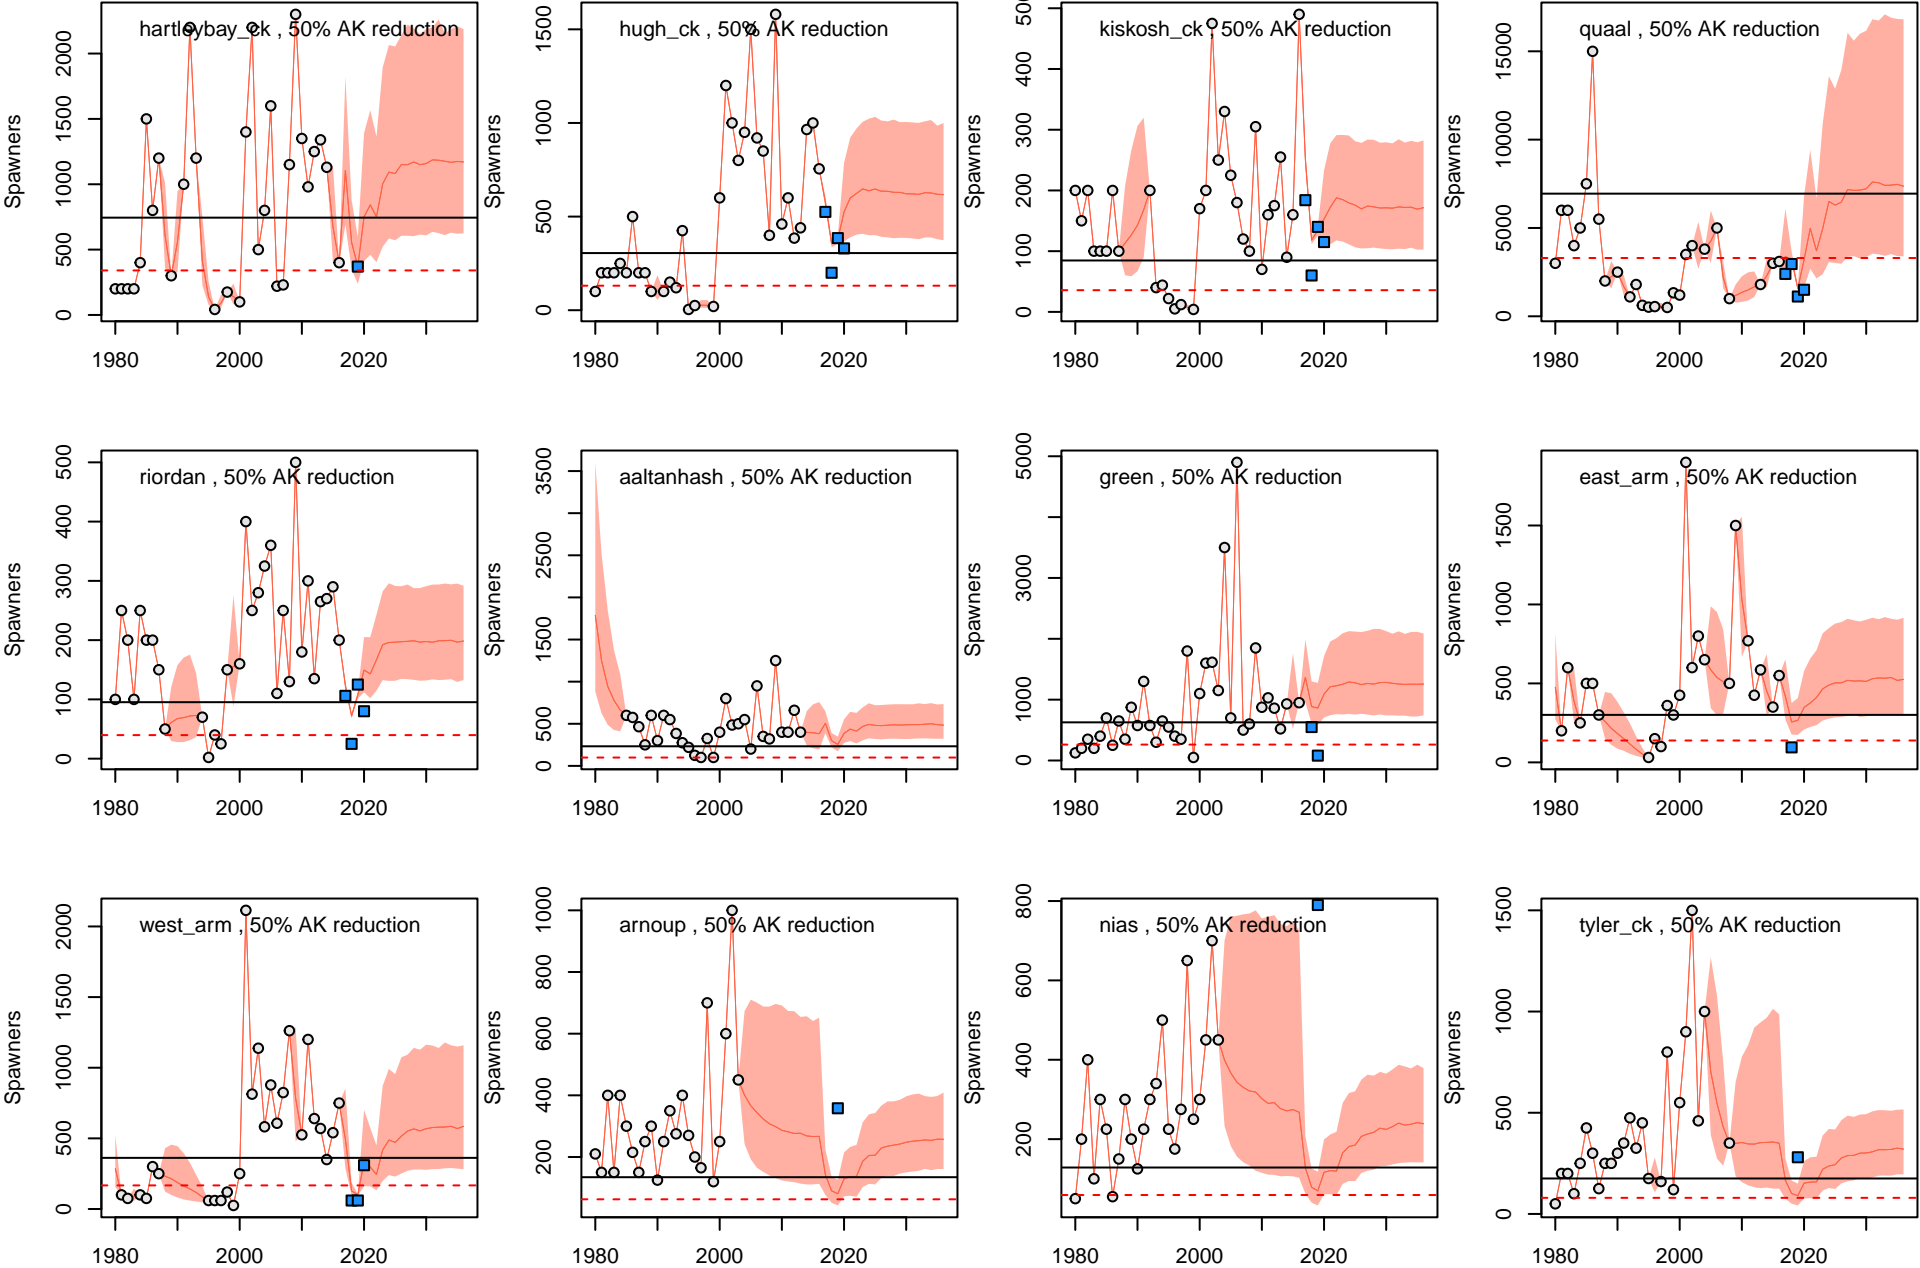 hartleybay_ck , 50% AK reduction
Spawners
0 500 1000 1500 2000
1980 2000 2020
hugh_ck , 50% AK reduction
Spawners
0 500 1000 1500
1980 2000 2020
kiskosh_ck , 50% AK reduction
Spawners
0 100 200 300 400 500
1980 2000 2020
quaal , 50% AK reduction
Spawners
0 5000 10000 15000
1980 2000 2020
riordan , 50% AK reduction
Spawners
0 100 200 300 400 500
1980 2000 2020
aaltanhash , 50% AK reduction
Spawners
0 500 1500 2500 3500
1980 2000 2020
green , 50% AK reduction
Spawners
0 1000 3000 5000
1980 2000 2020
east_arm , 50% AK reduction
Spawners
0 500 1000 1500
1980 2000 2020
west_arm , 50% AK reduction
Spawners
0 500 1000 1500 2000
1980 2000 2020
arnoup , 50% AK reduction
Spawners
200 400 600 800 1000
1980 2000 2020
nias , 50% AK reduction
Spawners
200 400 600 800
1980 2000 2020
tyler_ck , 50% AK reduction
Spawners
0 500 1000 1500
1980 2000 2020